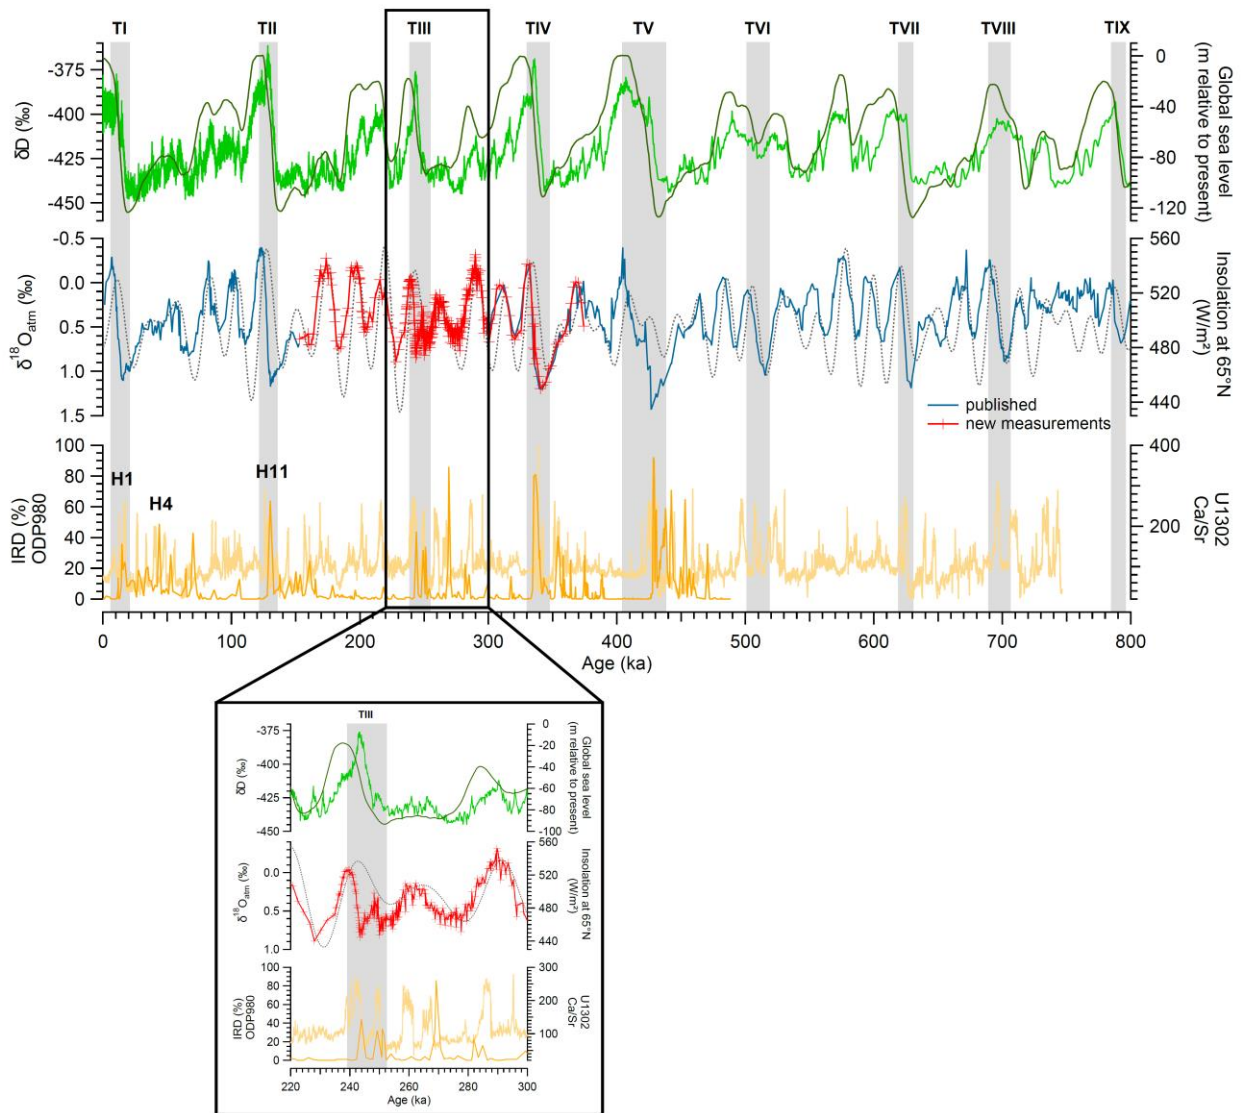 TI TII TIII TIV TV TVI TVII TVIII TIX
-375
-400
-425
-450
δD (‰)
0
-40
-80
-120
Global sea level
(m relative to present)
-0.5
0.0
0.5
1.0
1.5
δ18Oatm (‰)
560
520
480
440
Insolation at 65°N
(W/m²)
published
new measurements
100
80
60
40
20
0
IRD (%)
ODP980
H1
H4
H11
400
200
U1302
Ca/Sr
0 100 200 300 400 500 600 700 800
Age (ka)
TIII
-375
-400
-425
-450
δD (‰)
0
-20
-40
-60
-80
-100
Global sea level
(m relative to present)
0.0
0.5
1.0
δ18Oatm (‰)
560
520
480
440
Insolation at 65°N
(W/m²)
100
80
60
40
20
0
IRD (%)
ODP980
300
200
100
U1302
Ca/Sr
220 240 260 280 300
Age (ka)